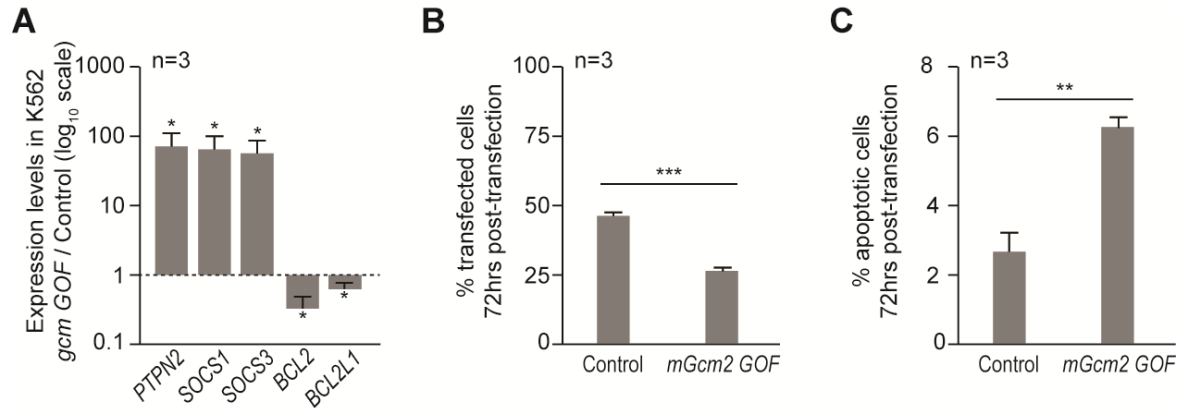 A
n=3
Expression levels in K562
gcm GOF / Control (log10 scale)
1000
100
10
1
0.1
* * * * *
PTPN2 SOCS1 SOCS3 BCL2 BCL2L1
B
n=3
% transfected cells
72hrs post-transfection
100
75
50
25
0
***
Control mGcm2 GOF
C
n=3
% apoptotic cells
72hrs post-transfection
8
6
4
2
0
**
Control mGcm2 GOF